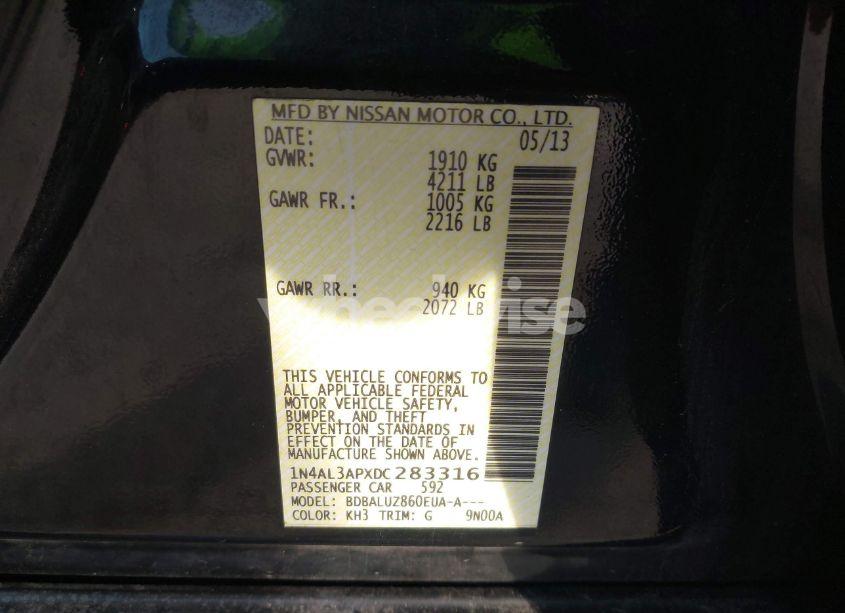 MFD BY NISSAN MOTOR CO., LTD.
DATE: 05/13
GVWR: 1910 KG
4211 LB
GAWR FR.: 1005 KG
2216 LB
GAWR RR.: 940 KG
2072 LB
THIS VEHICLE CONFORMS TO
ALL APPLICABLE FEDERAL
MOTOR VEHICLE SAFETY,
BUMPER, AND THEFT
PREVENTION STANDARDS IN
EFFECT ON THE DATE OF
MANUFACTURE SHOWN ABOVE.
1N4AL3APXDC283316
PASSENGER CAR 592
MODEL: BDBALUZ860EUA-A---
COLOR: KH3 TRIM: G 9N00A